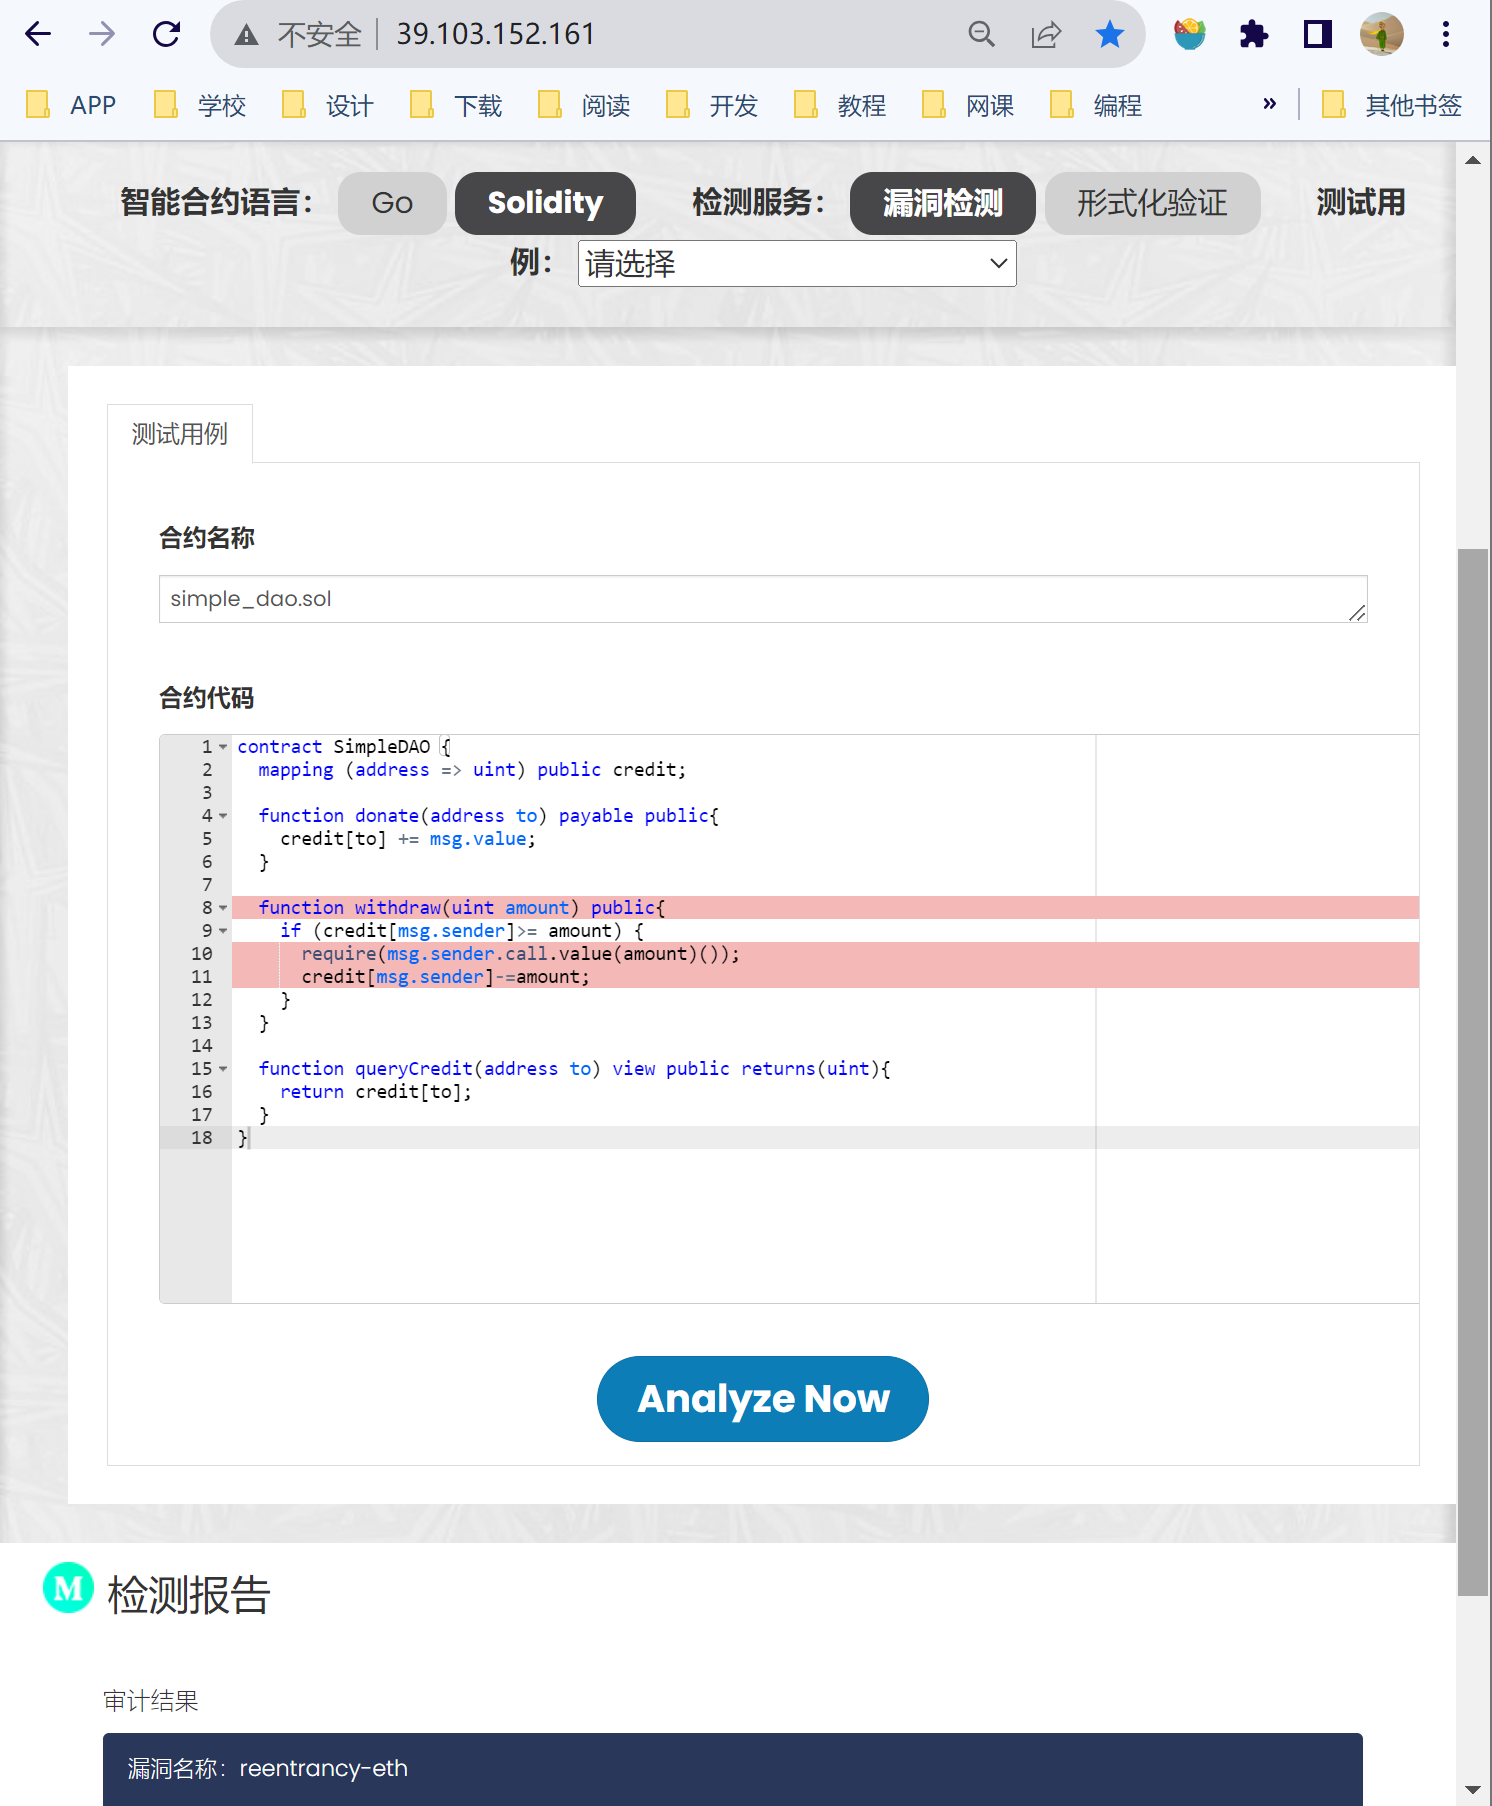 不安全 39.103.152.161
APP 学校 设计 下载 阅读 开发 教程 网课 编程 » 其他书签
智能合约语言： Go Solidity 检测服务： 漏洞检测 形式化验证 测试用
例： 请选择
测试用例
合约名称
simple_dao.sol
合约代码
1 contract SimpleDAO {
2 mapping (address => uint) public credit;
3
4 function donate(address to) payable public{
5 credit[to] += msg.value;
6 }
7
8 function withdraw(uint amount) public{
9 if (credit[msg.sender]>= amount) {
10 require(msg.sender.call.value(amount)());
11 credit[msg.sender]-=amount;
12 }
13 }
14
15 function queryCredit(address to) view public returns(uint){
16 return credit[to];
17 }
18 }
Analyze Now
M 检测报告
审计结果
漏洞名称：reentrancy-eth